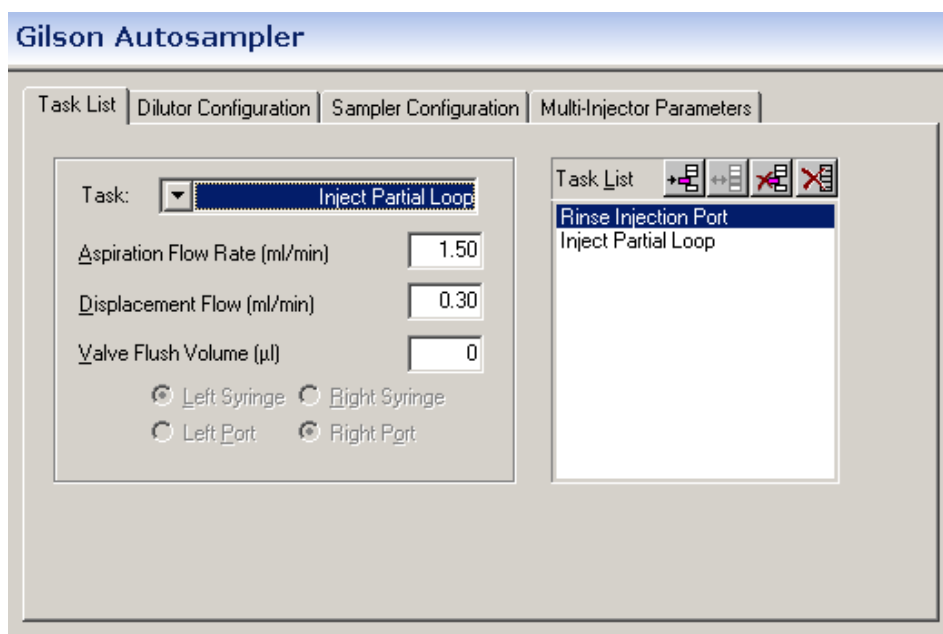 Gilson Autosampler
Task List Dilutor Configuration Sampler Configuration Multi-Injector Parameters
Task: Inject Partial Loop
Aspiration Flow Rate (ml/min) 1.50
Displacement Flow (ml/min) 0.30
Valve Flush Volume (µl) 0
Left Syringe Right Syringe
Left Port Right Port
Task List
Rinse Injection Port
Inject Partial Loop